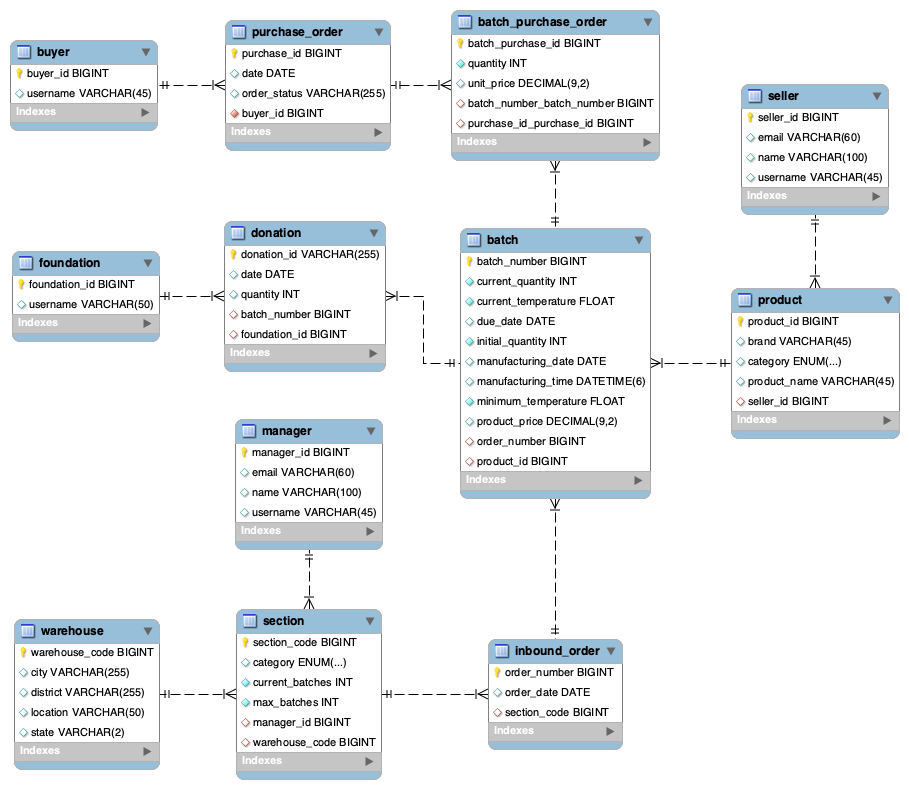 buyer
buyer_id BIGINT
username VARCHAR(45)
Indexes
purchase_order
purchase_id BIGINT
date DATE
order_status VARCHAR(255)
buyer_id BIGINT
Indexes
batch_purchase_order
batch_purchase_id BIGINT
quantity INT
unit_price DECIMAL(9,2)
batch_number_batch_number BIGINT
purchase_id_purchase_id BIGINT
Indexes
seller
seller_id BIGINT
email VARCHAR(60)
name VARCHAR(100)
username VARCHAR(45)
Indexes
foundation
foundation_id BIGINT
username VARCHAR(50)
Indexes
donation
donation_id VARCHAR(255)
date DATE
quantity INT
batch_number BIGINT
foundation_id BIGINT
Indexes
batch
batch_number BIGINT
current_quantity INT
current_temperature FLOAT
due_date DATE
initial_quantity INT
manufacturing_date DATE
manufacturing_time DATETIME(6)
minimum_temperature FLOAT
product_price DECIMAL(9,2)
order_number BIGINT
product_id BIGINT
Indexes
product
product_id BIGINT
brand VARCHAR(45)
category ENUM(...)
product_name VARCHAR(45)
seller_id BIGINT
Indexes
manager
manager_id BIGINT
email VARCHAR(60)
name VARCHAR(100)
username VARCHAR(45)
Indexes
warehouse
warehouse_code BIGINT
city VARCHAR(255)
district VARCHAR(255)
location VARCHAR(50)
state VARCHAR(2)
Indexes
section
section_code BIGINT
category ENUM(...)
current_batches INT
max_batches INT
manager_id BIGINT
warehouse_code BIGINT
Indexes
inbound_order
order_number BIGINT
order_date DATE
section_code BIGINT
Indexes